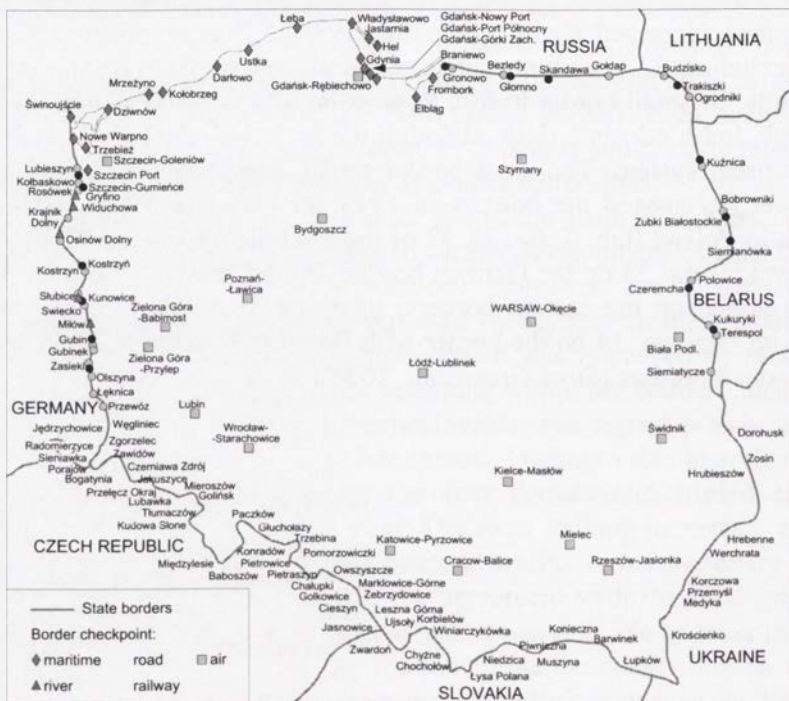 Władysławowo
Łeba
Jastarnia
Gdańsk-Nowy Port
Gdańsk-Port Północny
Gdańsk-Górki Zach.
Hel
Ustka
Gdynia
Braniewo
RUSSIA
LITHUANIA
Darłowo
Gdańsk-Rębiechowo
Gronowo
Bezledy
Głomno
Skandawa
Gołdap
Budzisko
Mrzeżyno
Kołobrzeg
Frombork
Trakiszki
Ogrodniki
Świnoujście
Dziwnów
Elbląg
Nowe Warpno
Trzebież
Szczecin-Goleniów
Szymany
Kuźnica
Lubieszyn
Szczecin Port
Kołbaskowo
Szczecin-Gumieńce
Rosówek
Gryfino
Widuchowa
Bobrowniki
Krajnik
Dolny
Bydgoszcz
Zubki Białostockie
Osinów Dolny
Siemianówka
Kostrzyń
Kostrzyn
Połowice
Poznań
-Ławica
Czeremcha
BELARUS
Słubice
Kunowice
Zielona Góra
-Babimost
WARSAW-Okęcie
Świecko
Kukuryki
Miłów
Terespol
Gubin
Biała Podl.
Gubinek
Zielona Góra
-Przylep
Łódź-Lublinek
Zasieki
Siemiatycze
Olszyna
Łęknica
Lubin
GERMANY
Przewóz
Jędrzychowice
Węgliniec
Wrocław
-Starachowice
Świdnik
Dorohusk
Radomierzyce
Zgorzelec
Sieniawka
Zawidów
Zosin
Porajów
Czerniawa Zdrój
Bogatynia
Jakuszyce
Mieroszów
Kielce-Masłów
Hrubieszów
Przełęcz Okraj
Golińsk
Lubawka
Paczków
Tłumaczów
Głuchołazy
Kudowa Słone
Trzebina
Katowice-Pyrzowice
Mielec
Hrebenne
CZECH REPUBLIC
Konradów
Pomorzowiczki
Werchrata
Międzylesie
Pietrowice
Owszyszcze
Cracow-Balice
Rzeszów-Jasionka
Baboszów
Pietraszyn
Marklowice-Górne
Korczowa
Chałupki
Zebrzydowice
Przemyśl
Gołkowice
Medyka
Cieszyn
Leszna Górna
State borders
Ujsoły
Korbielów
Konieczna
Krościenko
Jasnowice
Winiarczykówka
Barwinek
Border checkpoint:
Zwardoń
Chyżne
Piwniczna
UKRAINE
maritime
road
air
Chochołów
Niedzica
Muszyna
Łupków
river
railway
Łysa Polana
SLOVAKIA